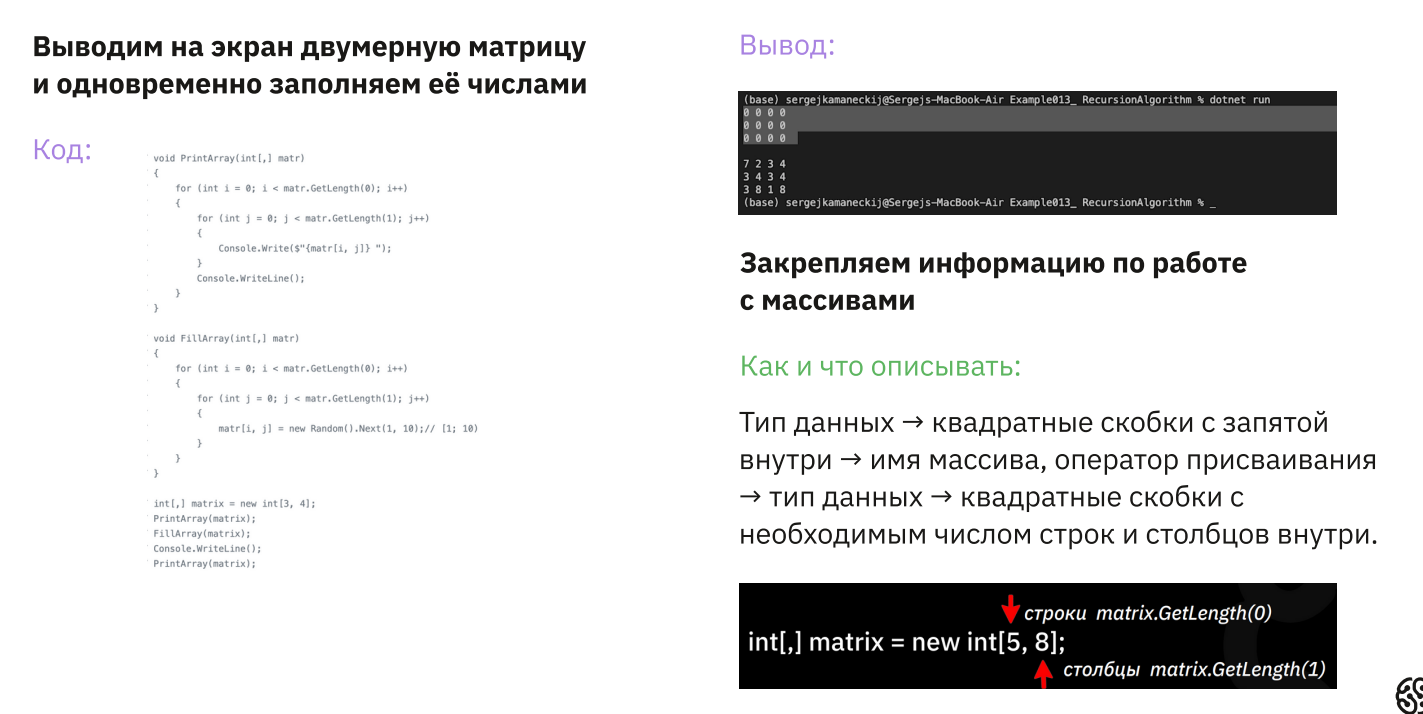 Выводим на экран двумерную матрицу
и одновременно заполняем её числами
Код:
void PrintArray(int[,] matr)
{
    for (int i = 0; i < matr.GetLength(0); i++)
    {
        for (int j = 0; j < matr.GetLength(1); j++)
        {
            Console.Write($"{matr[i, j]} ");
        }
        Console.WriteLine();
    }
}

void FillArray(int[,] matr)
{
    for (int i = 0; i < matr.GetLength(0); i++)
    {
        for (int j = 0; j < matr.GetLength(1); j++)
        {
            matr[i, j] = new Random().Next(1, 10);// [1; 10)
        }
    }
}

int[,] matrix = new int[3, 4];
PrintArray(matrix);
FillArray(matrix);
Console.WriteLine();
PrintArray(matrix);
Вывод:
(base) sergejkamaneckij@Sergejs-MacBook-Air Example013_ RecursionAlgorithm % dotnet run
0 0 0 0
0 0 0 0
0 0 0 0

7 2 3 4
3 4 3 4
3 8 1 8
(base) sergejkamaneckij@Sergejs-MacBook-Air Example013_ RecursionAlgorithm % _
Закрепляем информацию по работе
с массивами
Как и что описывать:
Тип данных → квадратные скобки с запятой
внутри → имя массива, оператор присваивания
→ тип данных → квадратные скобки с
необходимым числом строк и столбцов внутри.
строки matrix.GetLength(0)
int[,] matrix = new int[5, 8];
столбцы matrix.GetLength(1)